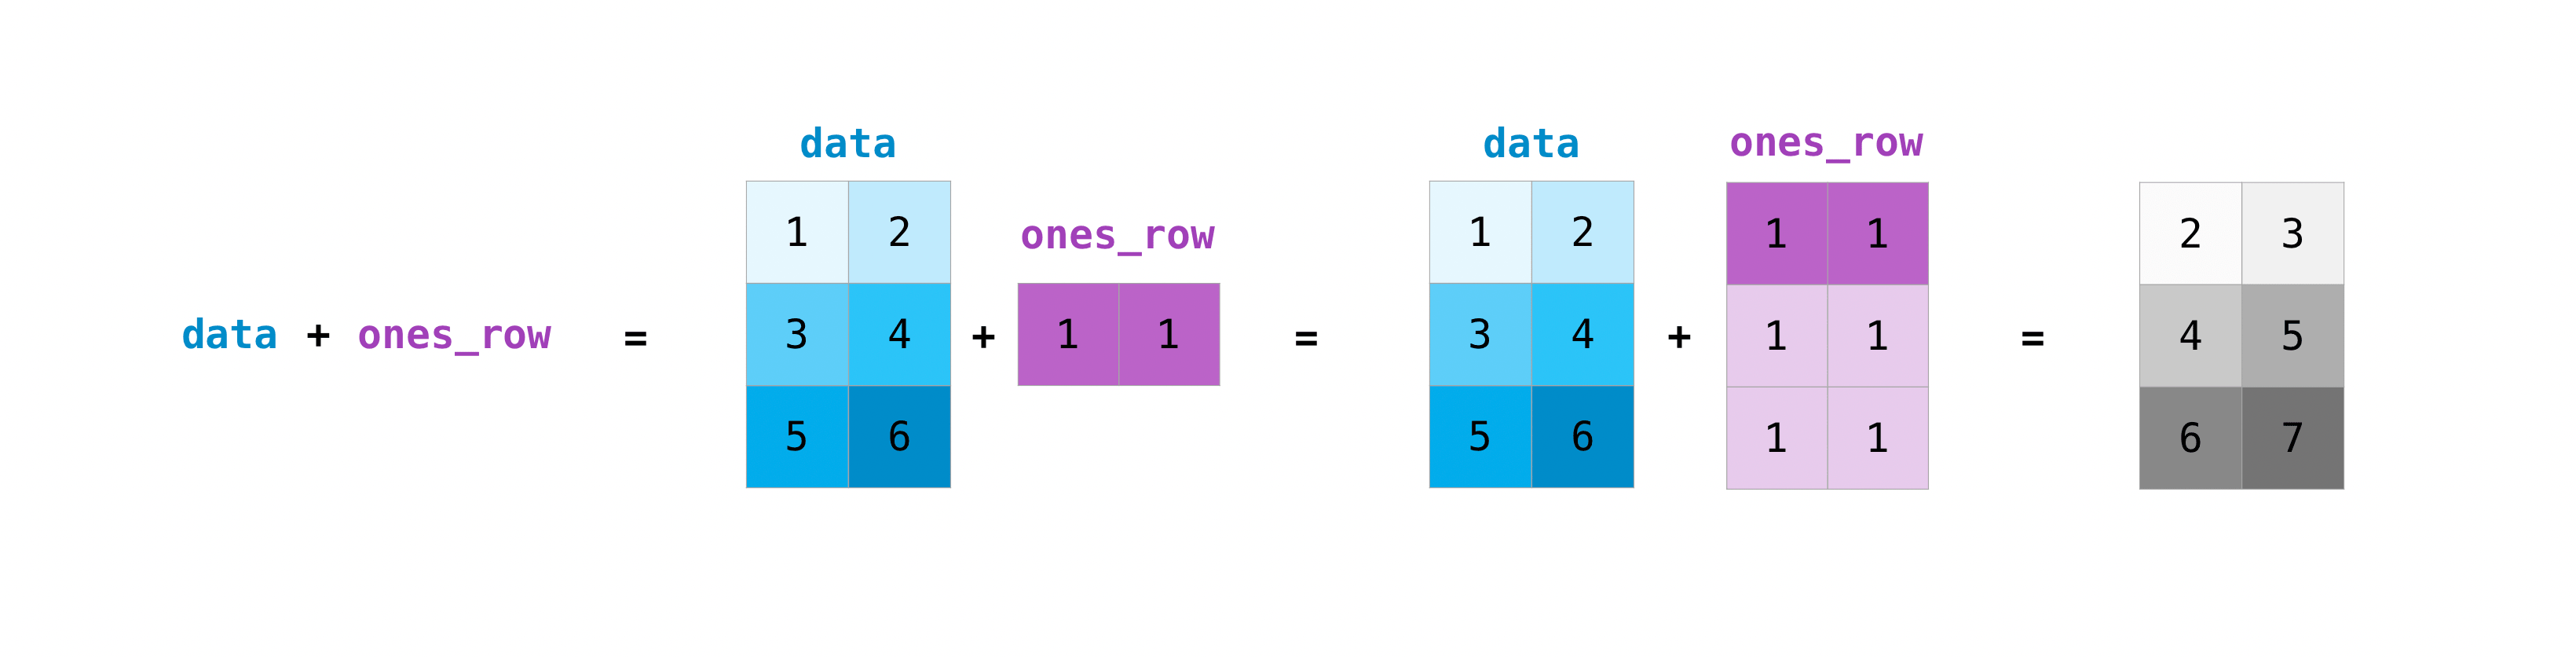 data data ones_row
1 2 ones_row 1 2 1 1 2 3
data + ones_row = 3 4 + 1 1 = 3 4 + 1 1 = 4 5
5 6 5 6 1 1 6 7